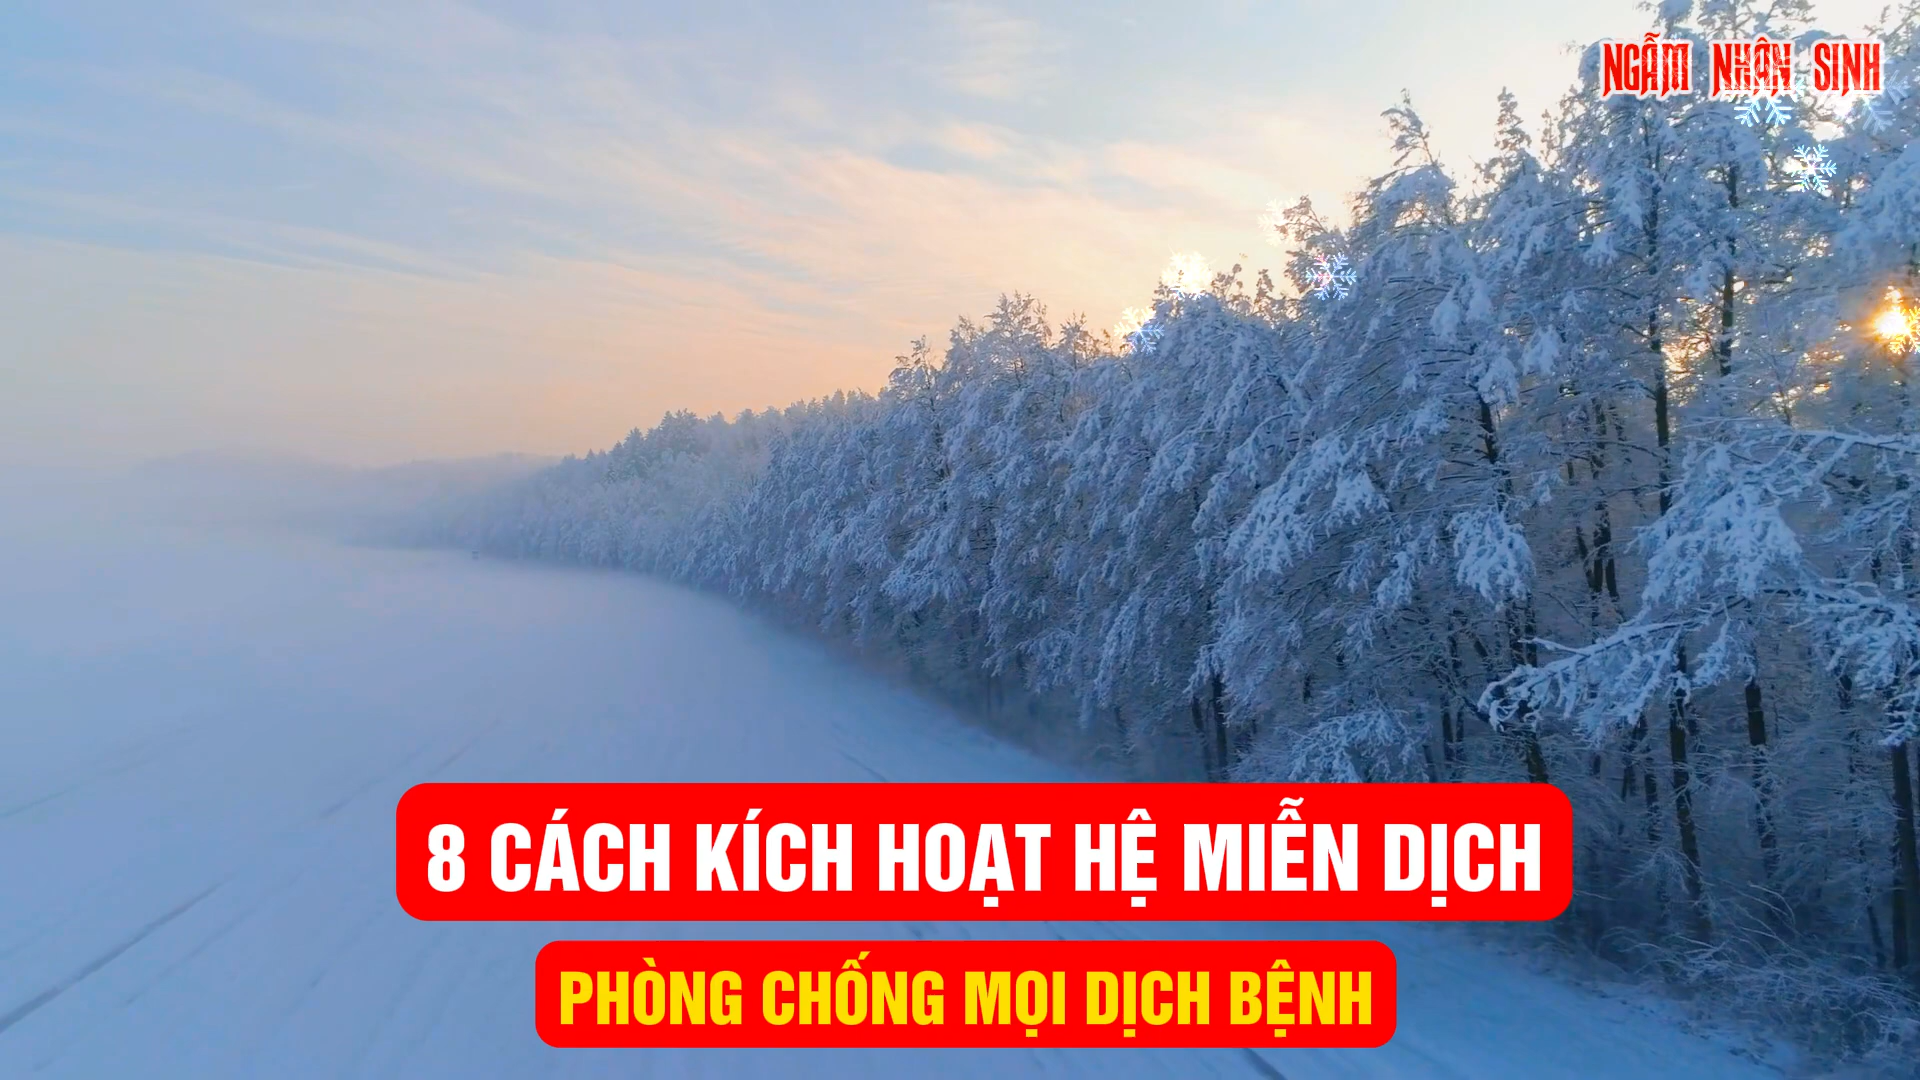 NGẪM NHÂN SINH
8 CÁCH KÍCH HOẠT HỆ MIỄN DỊCH
PHÒNG CHỐNG MỌI DỊCH BỆNH